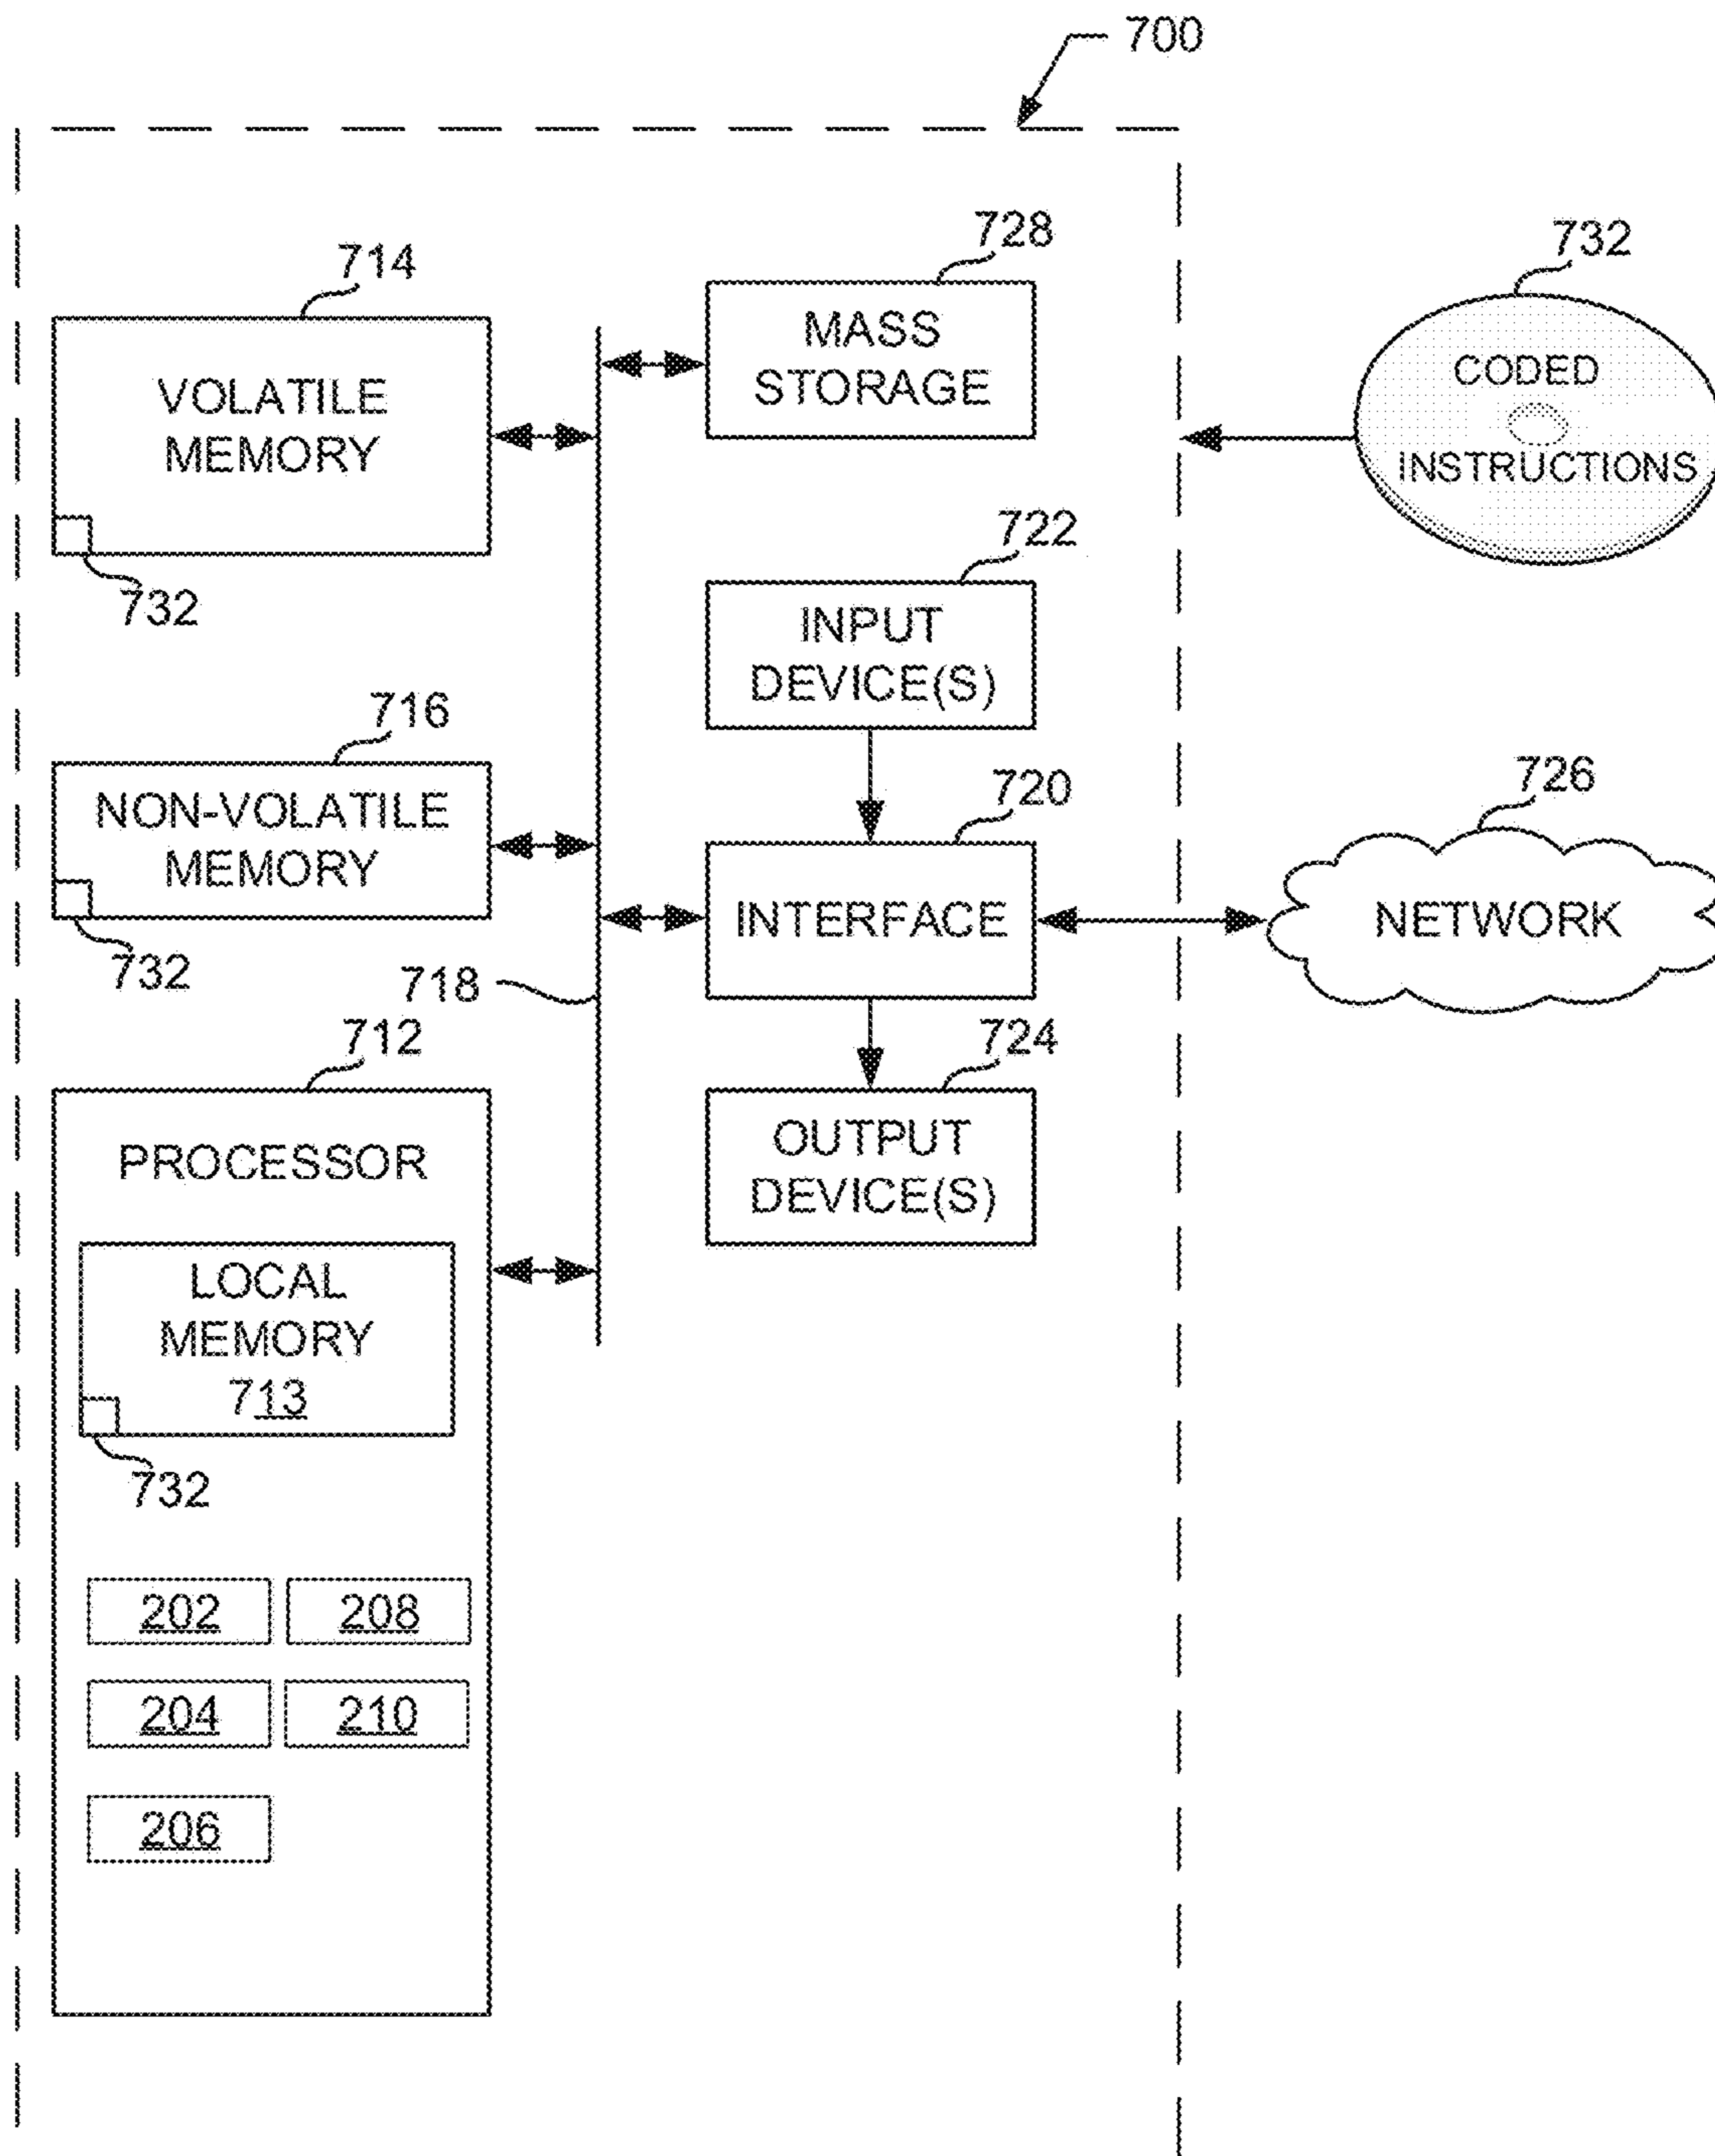 700
728
732
714
MASS
STORAGE
CODED
INSTRUCTIONS
VOLATILE
MEMORY
722
732
INPUT
DEVICE(S)
716
720
726
NON-VOLATILE
MEMORY
INTERFACE
NETWORK
732
718
712
724
PROCESSOR
OUTPUT
DEVICE(S)
LOCAL
MEMORY
713
732
202 208
204 210
206